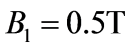 B₁ = 0.5T